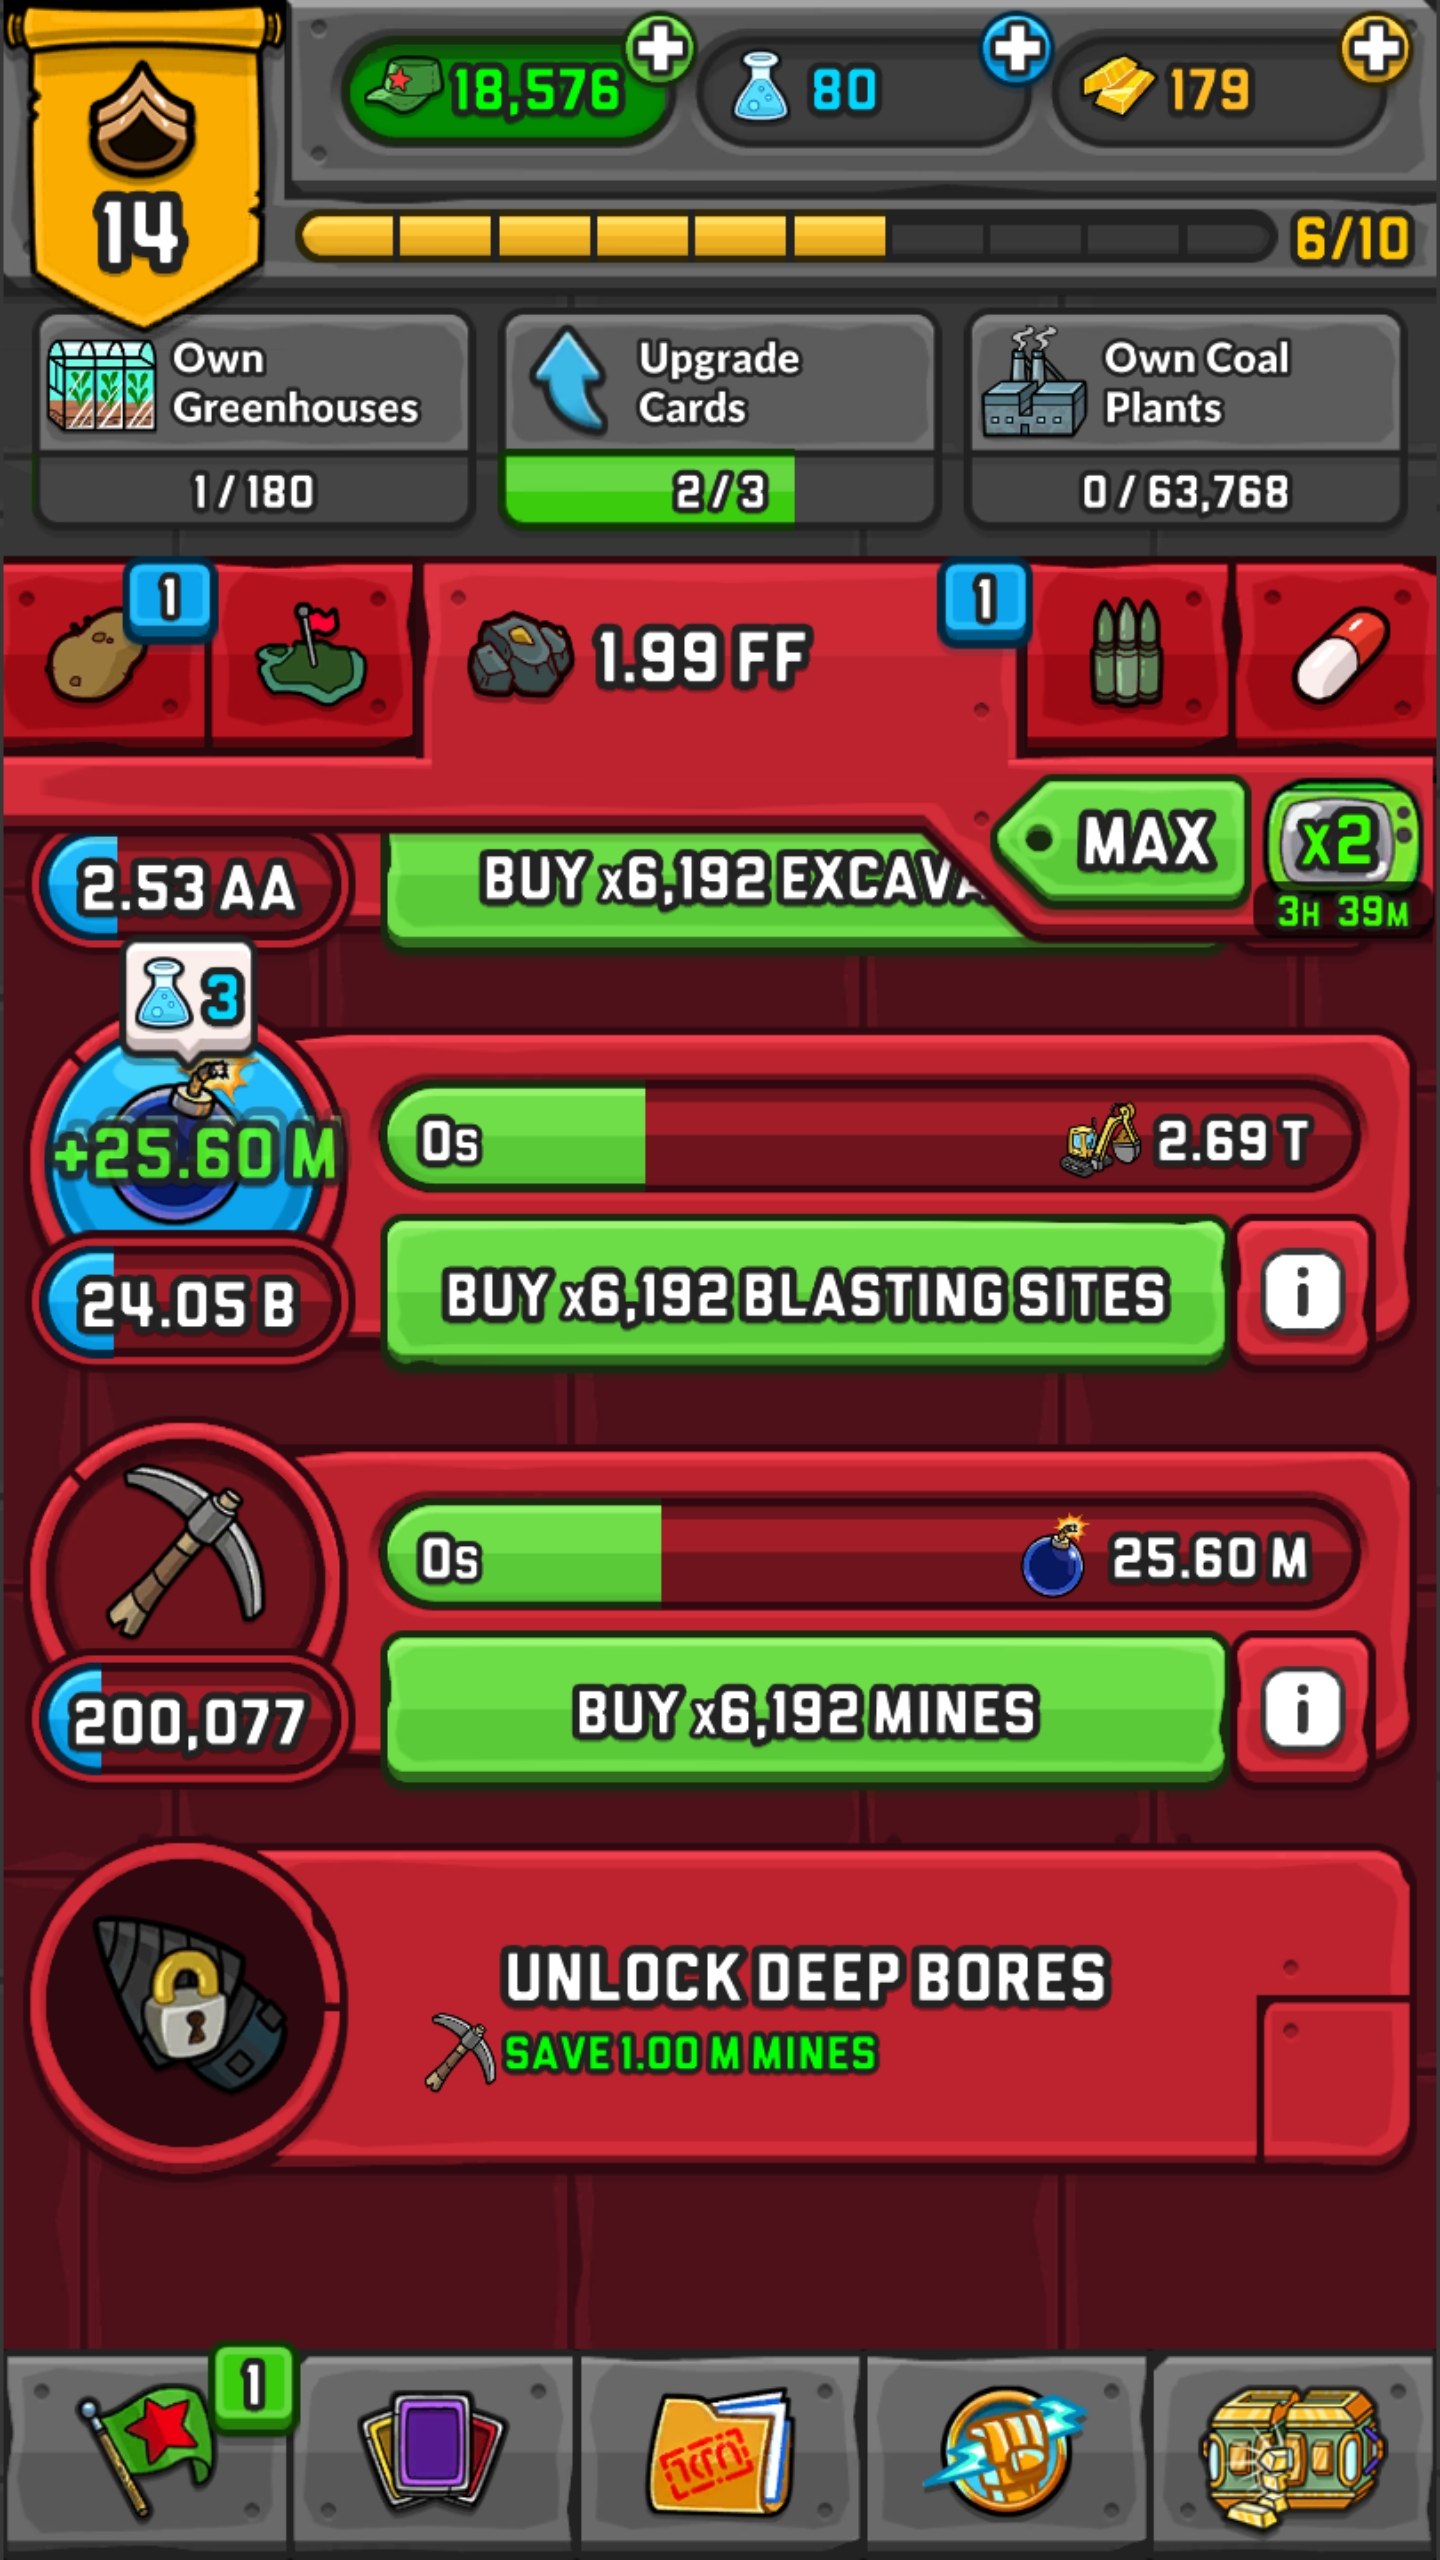 18,576
80
179
14
6/10
Own
Greenhouses
1/180
Upgrade
Cards
2/3
Own Coal
Plants
0/63,768
1
1.99 FF
1
MAX
x2
3H 39M
2.53 AA
BUY x6,192 EXCAVA
3
+25.60 M
0s
2.69 T
24.05 B
BUY x6,192 BLASTING SITES
i
0s
25.60 M
200,077
BUY x6,192 MINES
i
UNLOCK DEEP BORES
SAVE 1.00 M MINES
1